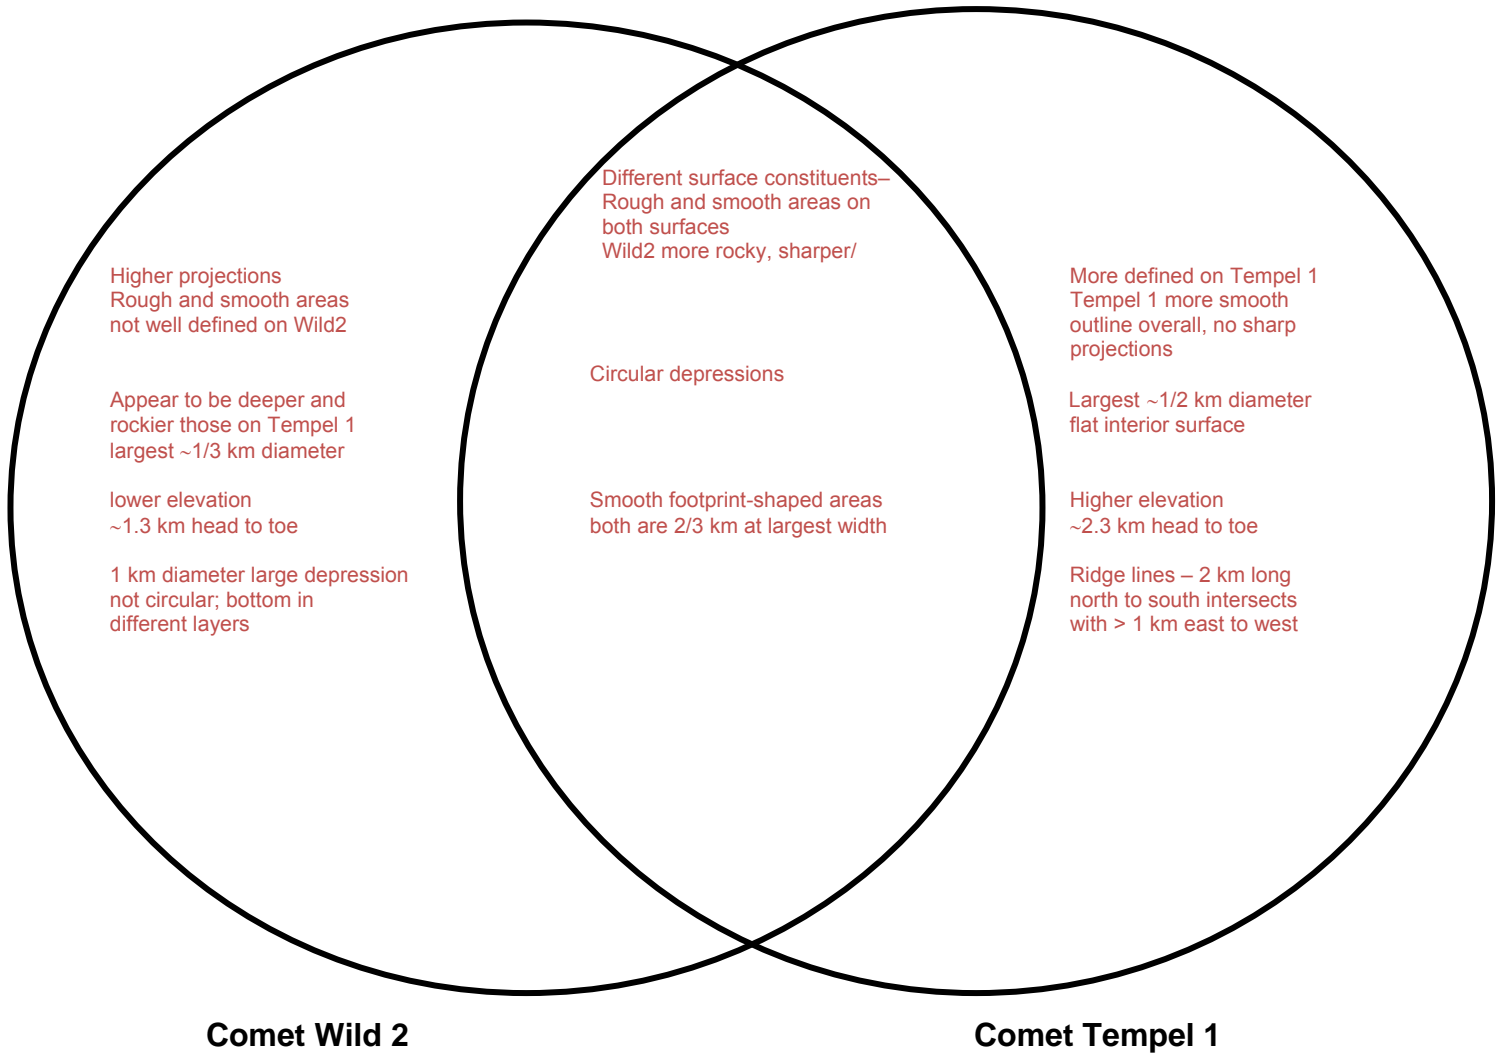 Different surface constituents–
Rough and smooth areas on
both surfaces
Wild2 more rocky, sharper/
Higher projections
Rough and smooth areas
not well defined on Wild2
More defined on Tempel 1
Tempel 1 more smooth
outline overall, no sharp
projections
Circular depressions
Appear to be deeper and
rockier those on Tempel 1
largest ~1/3 km diameter
Largest ~1/2 km diameter
flat interior surface
lower elevation
~1.3 km head to toe
Smooth footprint-shaped areas
both are 2/3 km at largest width
Higher elevation
~2.3 km head to toe
1 km diameter large depression
not circular; bottom in
different layers
Ridge lines – 2 km long
north to south intersects
with > 1 km east to west
Comet Wild 2
Comet Tempel 1